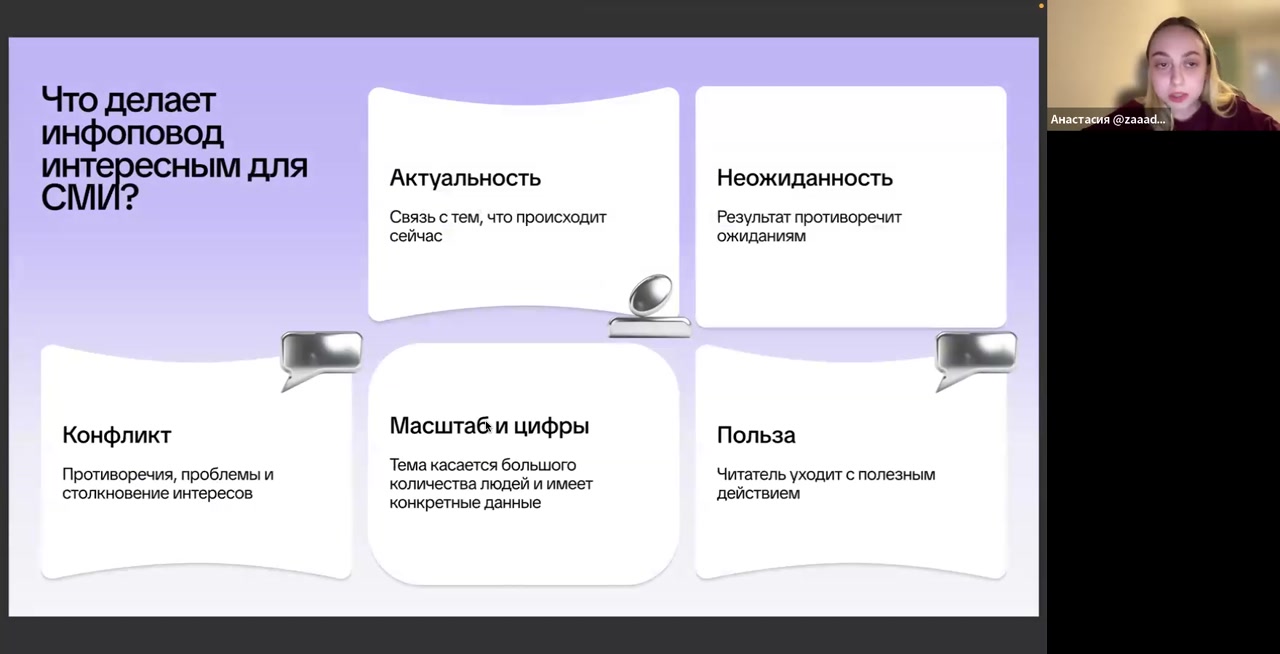 Что делает
инфоповод
интересным для
СМИ?
Актуальность
Связь с тем, что происходит
сейчас
Неожиданность
Результат противоречит
ожиданиям
Конфликт
Противоречия, проблемы и
столкновение интересов
Масштаб и цифры
Тема касается большого
количества людей и имеет
конкретные данные
Польза
Читатель уходит с полезным
действием
Анастасия @zaaad...